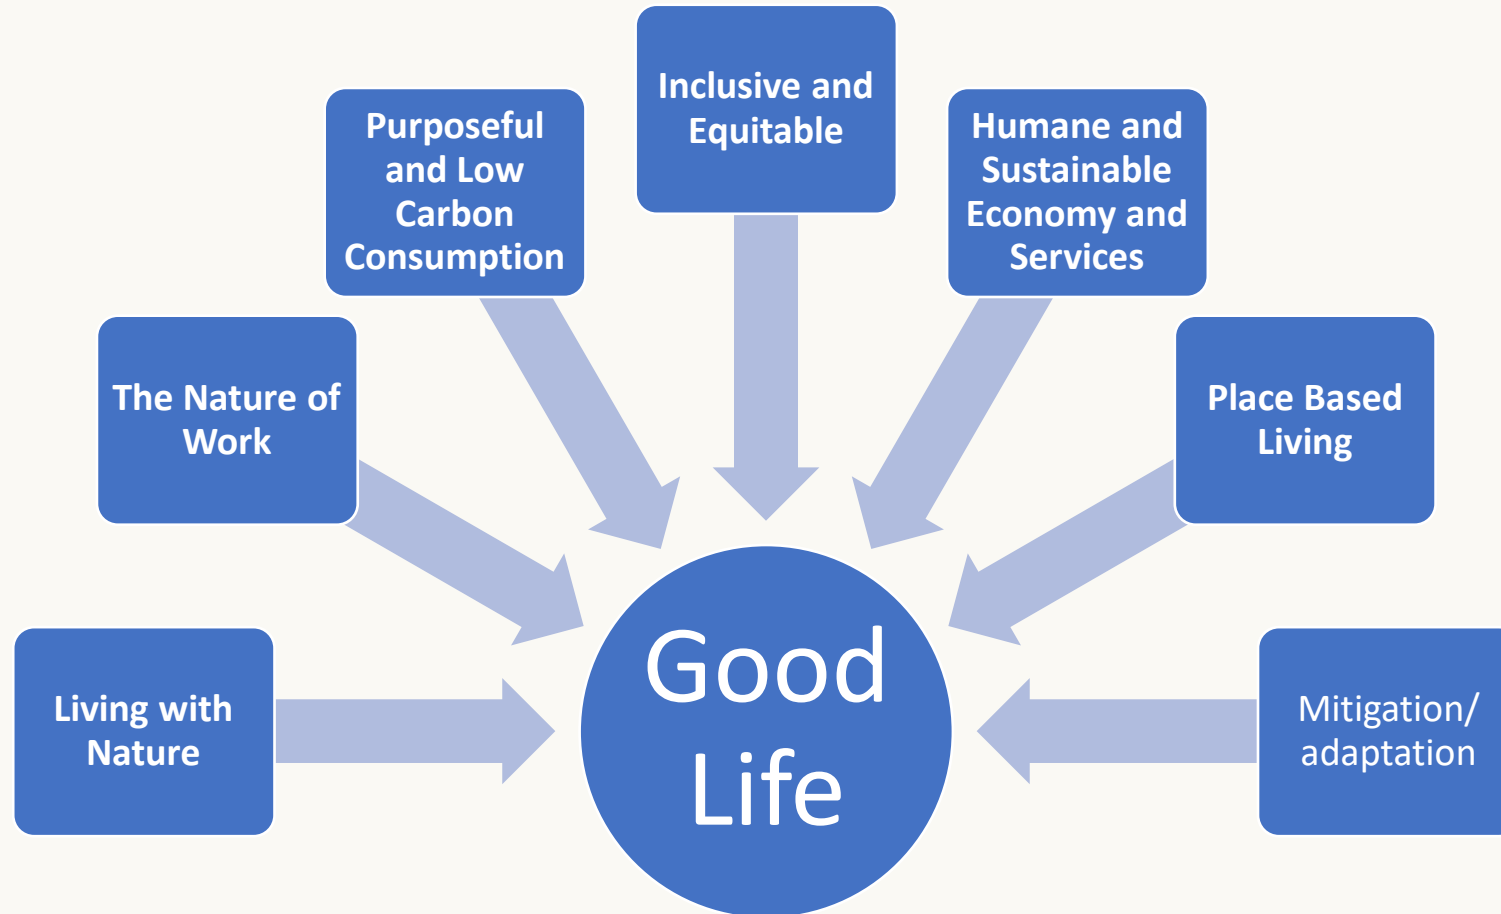 Inclusive and
Equitable
Purposeful
and Low
Carbon
Consumption
Humane and
Sustainable
Economy and
Services
The Nature of
Work
Place Based
Living
Living with
Nature
Good
Life
Mitigation/
adaptation